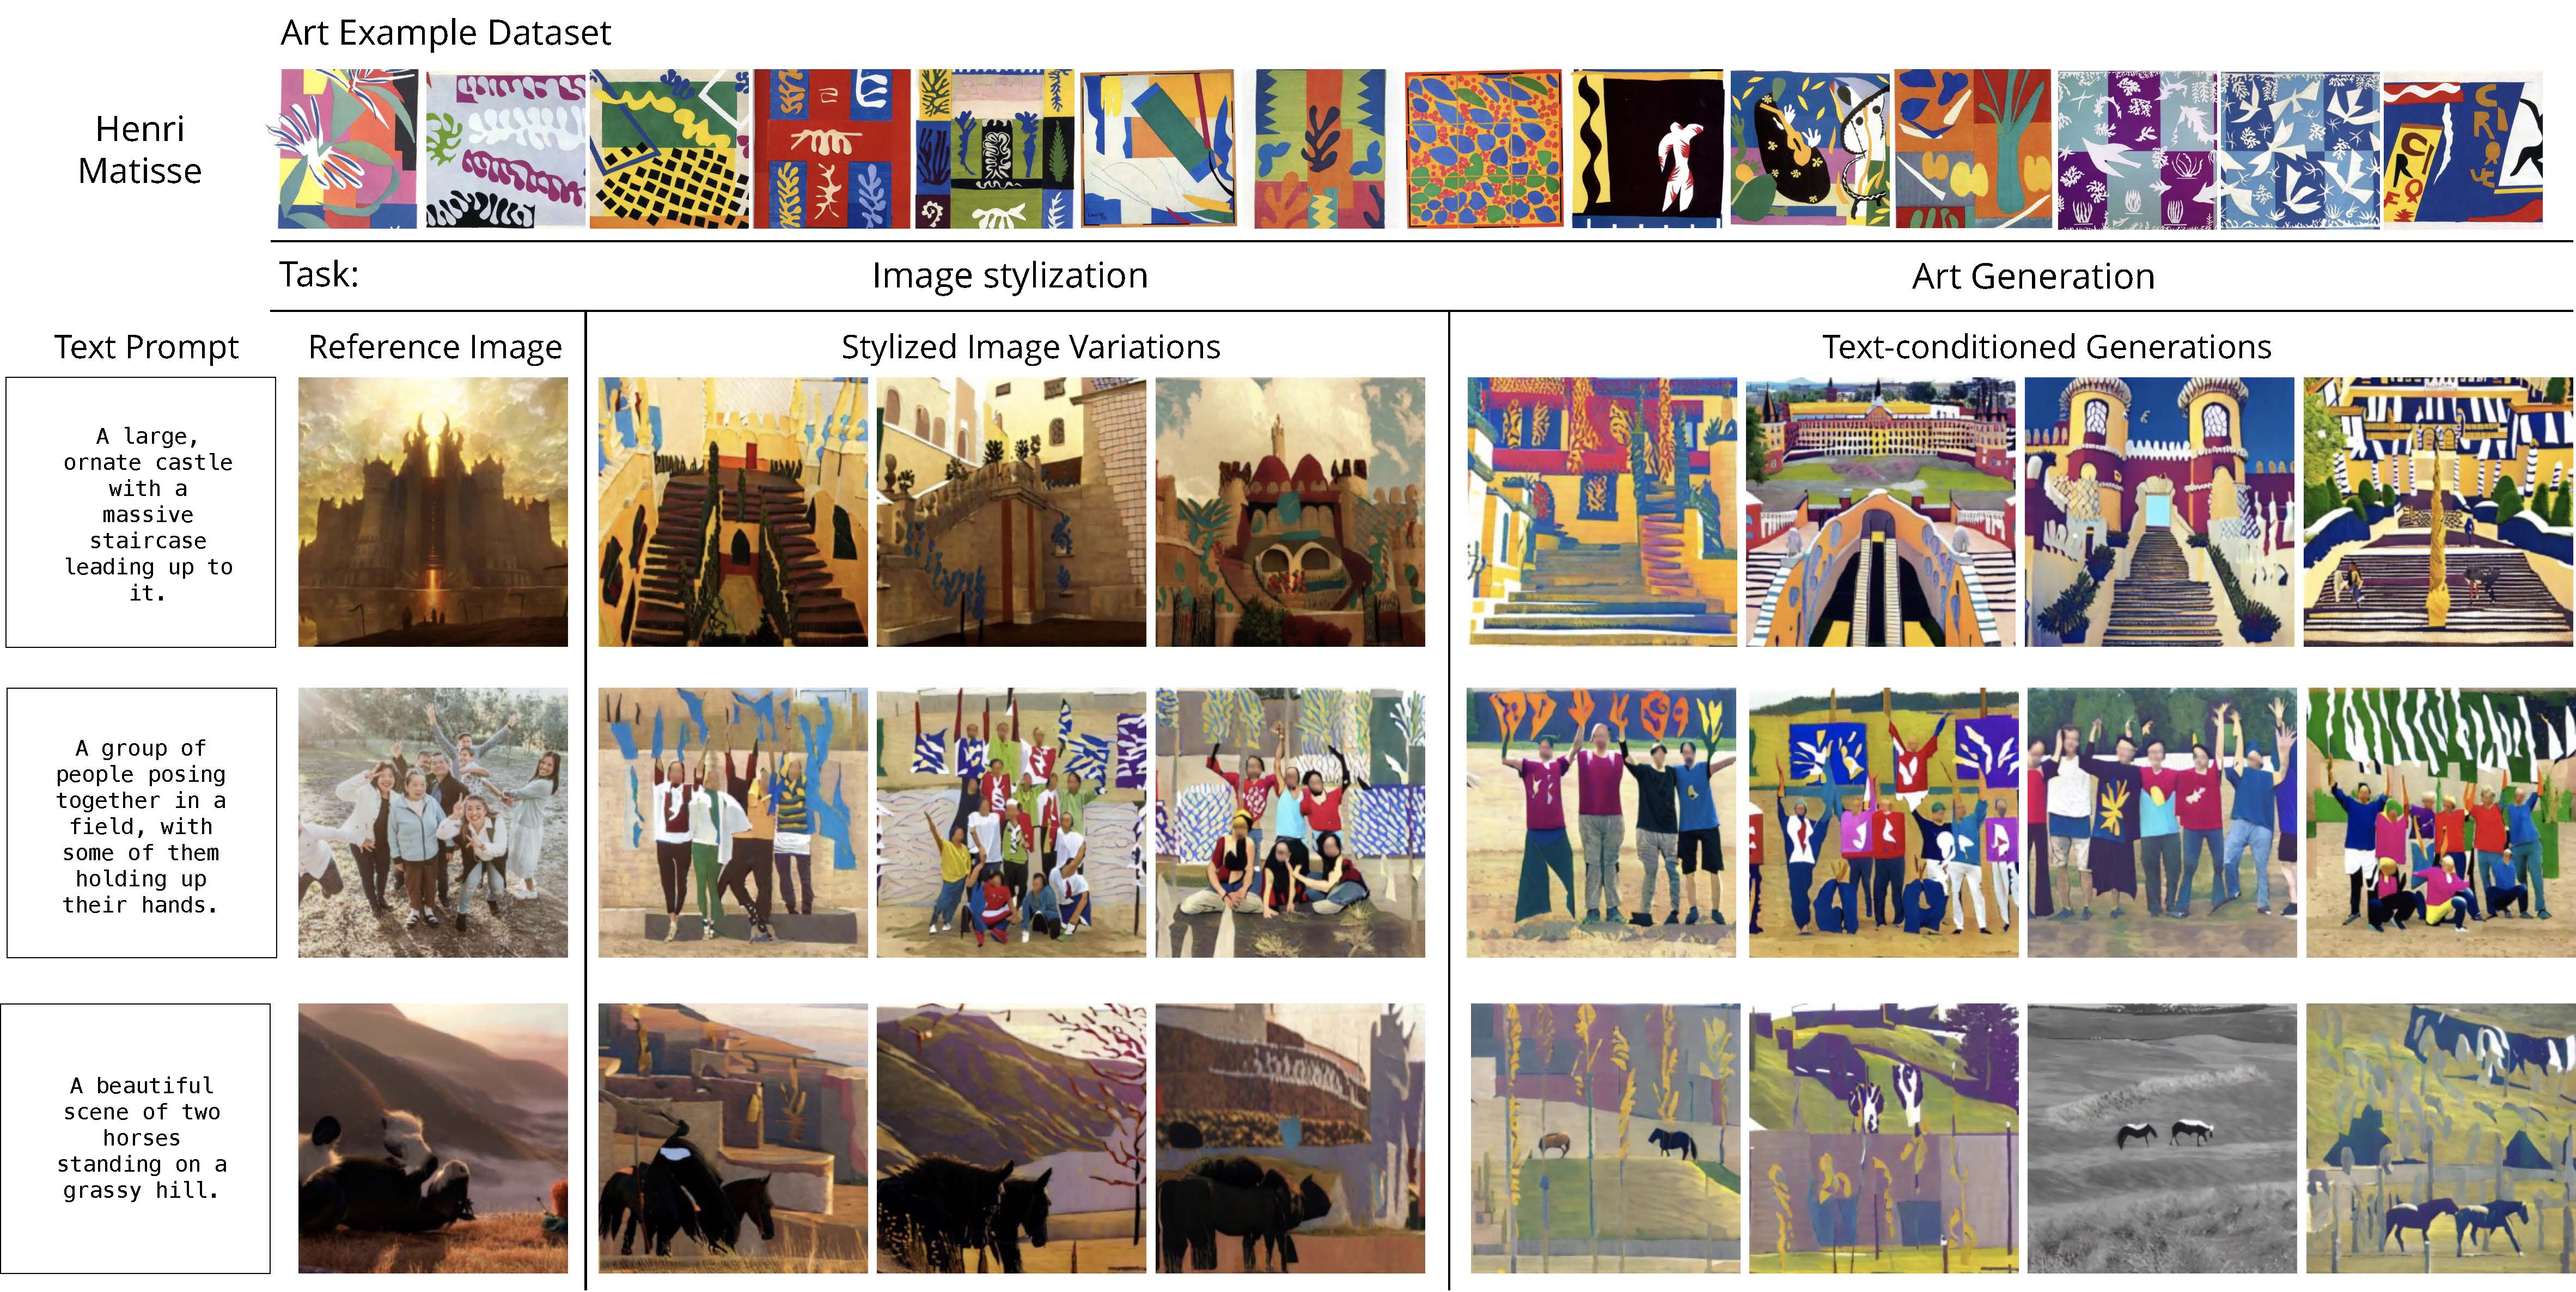 Art Example Dataset
Henri
Matisse
Task:
Image stylization
Art Generation
Text Prompt
Reference Image
Stylized Image Variations
Text-conditioned Generations
A large,
ornate castle
with a
massive
staircase
leading up to
it.
A group of
people posing
together in a
field, with
some of them
holding up
their hands.
A beautiful
scene of two
horses
standing on a
grassy hill.